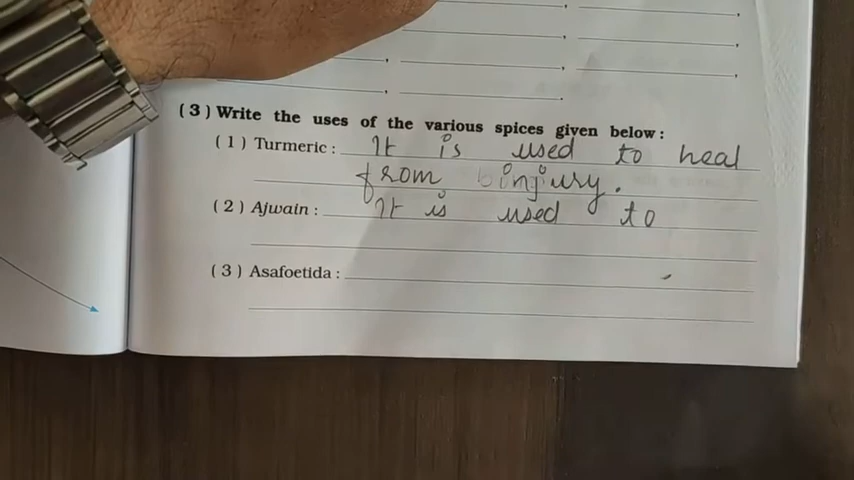 (3) Write the uses of the various spices given below:
(1) Turmeric: It is used to heal
from injury.
(2) Ajwain: It is used to
(3) Asafoetida: